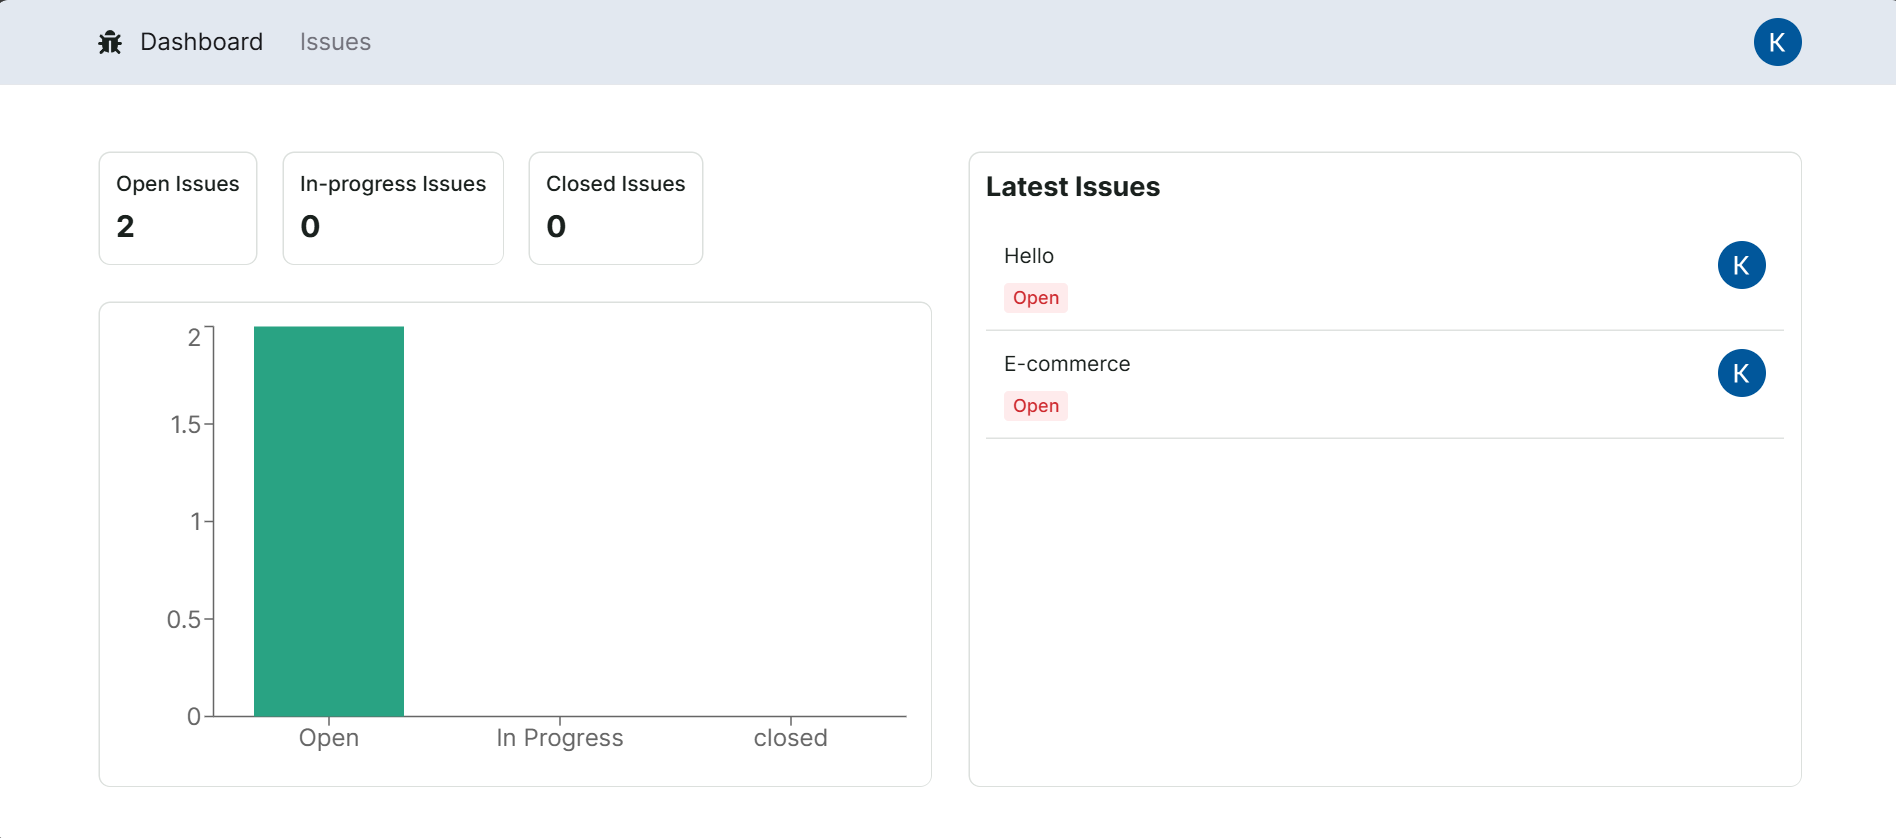 Dashboard Issues K
Open Issues
2
In-progress Issues
0
Closed Issues
0
2
1.5
1
0.5
0
Open In Progress closed
Latest Issues
Hello
Open
K
E-commerce
Open
K